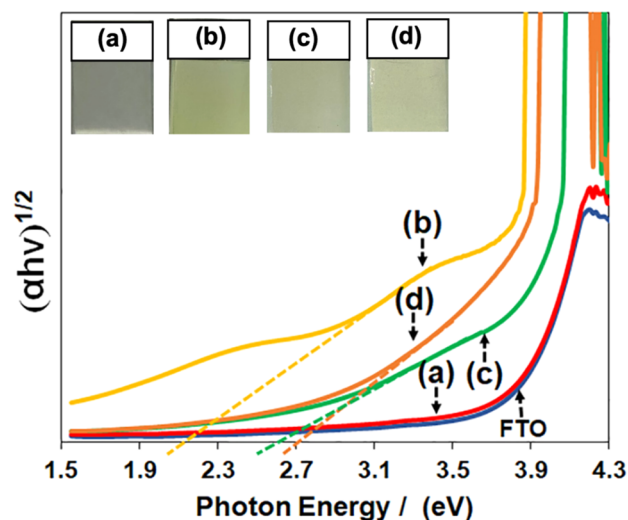 (a) (b) (c) (d)
(αhν)1/2
(b)
(d)
(a)
(c)
FTO
1.5 1.9 2.3 2.7 3.1 3.5 3.9 4.3
Photon Energy / (eV)